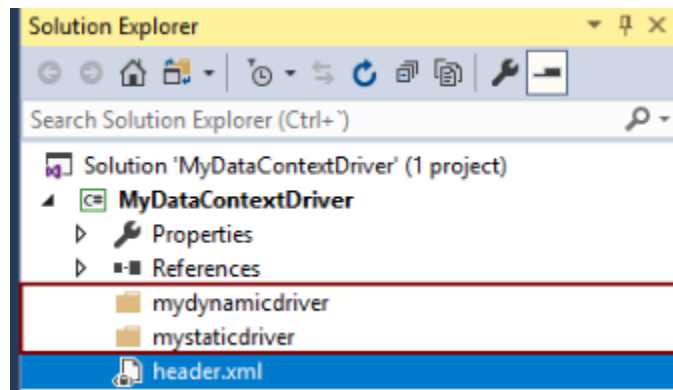 Solution Explorer
Search Solution Explorer (Ctrl+`)
Solution 'MyDataContextDriver' (1 project)
C# MyDataContextDriver
Properties
References
mydynamicdriver
mystaticdriver
header.xml